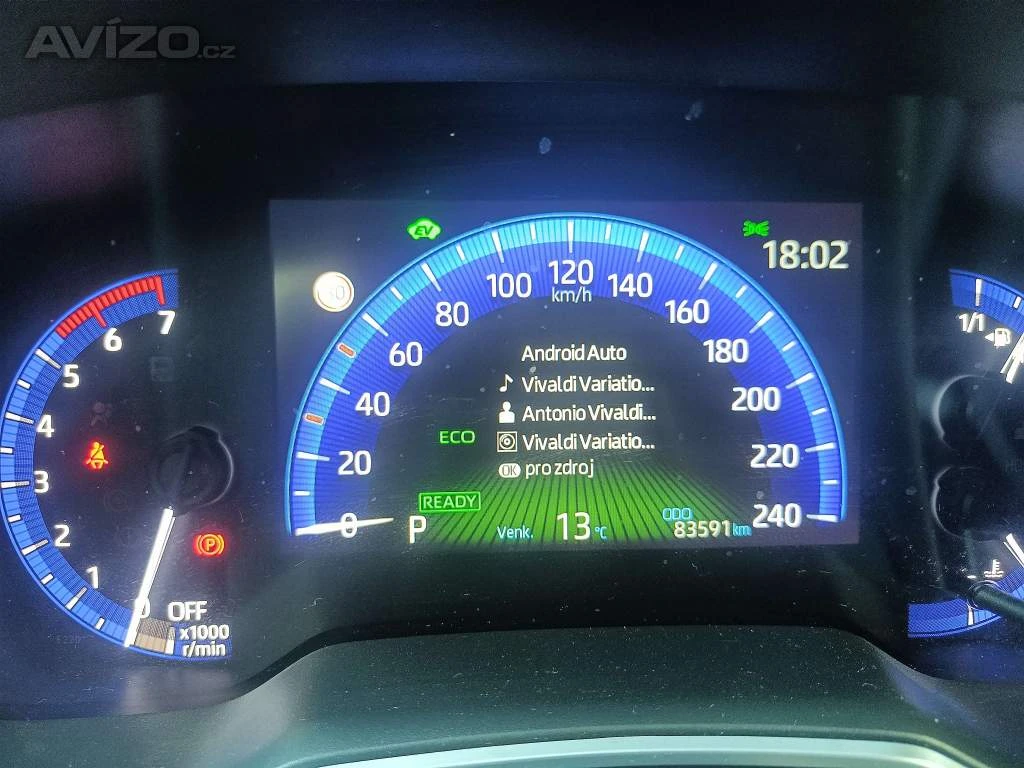 AVÍZO.cz
EV
18:02
0
20
40
60
80
100
120
km/h
140
160
180
200
220
240
Android Auto
Vivaldi Variatio...
Antonio Vivaldi...
Vivaldi Variatio...
OK pro zdroj
ECO
READY
P
Venk. 13 °C
ODO
83591 km
7
6
5
4
3
2
1
0
OFF
x1000
r/min
P
1/1